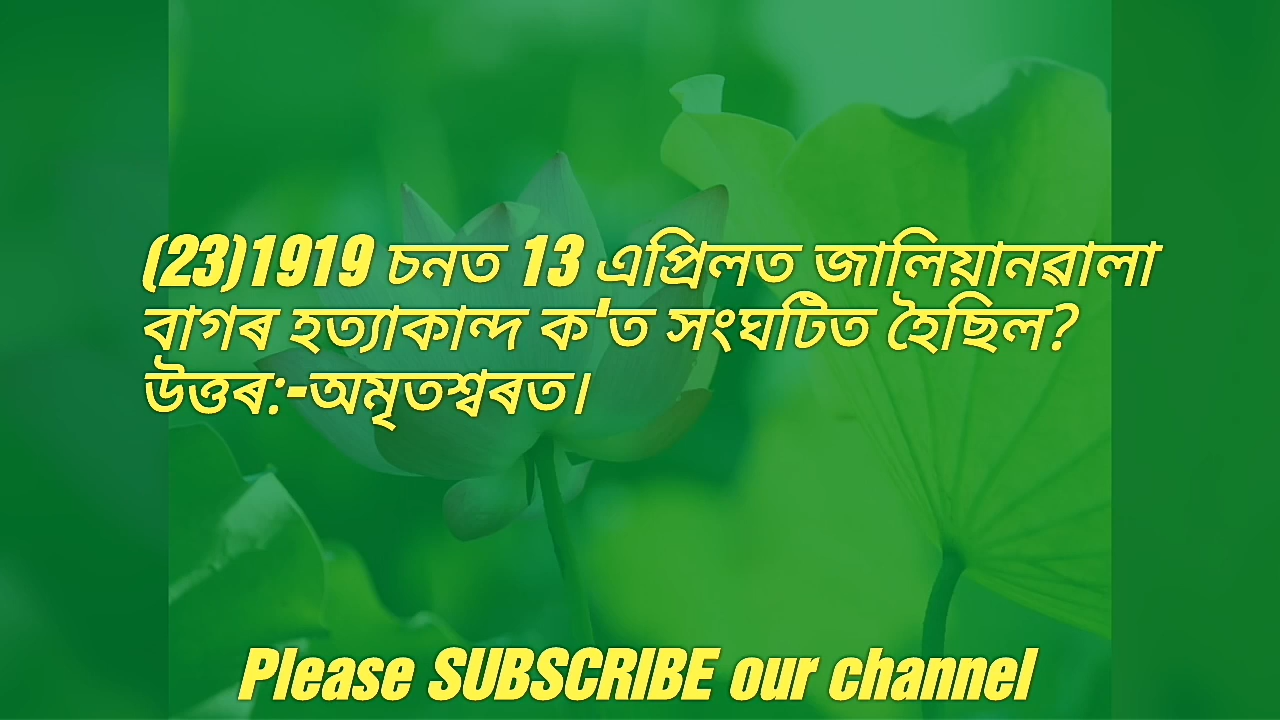 (23)1919 চনত 13 এপ্ৰিলত জালিয়ানৱালা
বাগৰ হত্যাকান্দ ক'ত সংঘটিত হৈছিল?
উত্তৰ:-অমৃতশ্বৰত।
Please SUBSCRIBE our channel